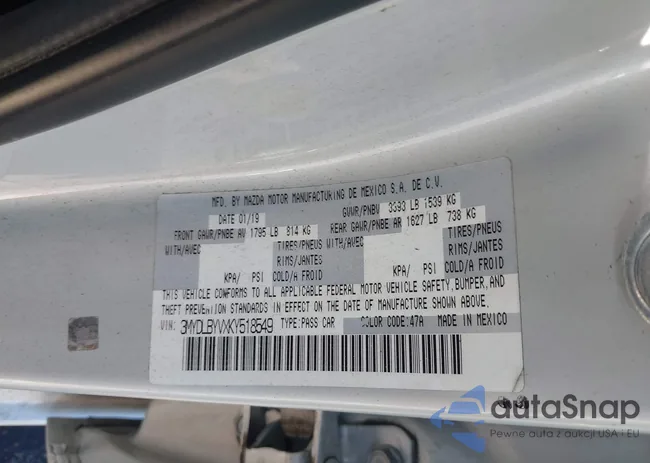 MFD. BY MAZDA MOTOR MANUFACTURING DE MEXICO S.A. DE C.V.
DATE 01/19 GVWR/PNBV 3393 LB 1539 KG
FRONT GAWR/PNBE AV 1795 LB 814 KG REAR GAWR/PNBE AR 1627 LB 738 KG
WITH/AVEC TIRES/PNEUS WITH/AVEC TIRES/PNEUS
RIMS/JANTES RIMS/JANTES
KPA/ PSI COLD/A FROID KPA/ PSI COLD/A FROID
THIS VEHICLE CONFORMS TO ALL APPLICABLE FEDERAL MOTOR VEHICLE SAFETY, BUMPER, AND
THEFT PREVENTION STANDARDS IN EFFECT ON THE DATE OF MANUFACTURE SHOWN ABOVE.
VIN: 3MYDLBYVXKY518549 TYPE:PASS CAR COLOR CODE:47A MADE IN MEXICO
autoSnap
Pewne auta z aukcji USA i EU